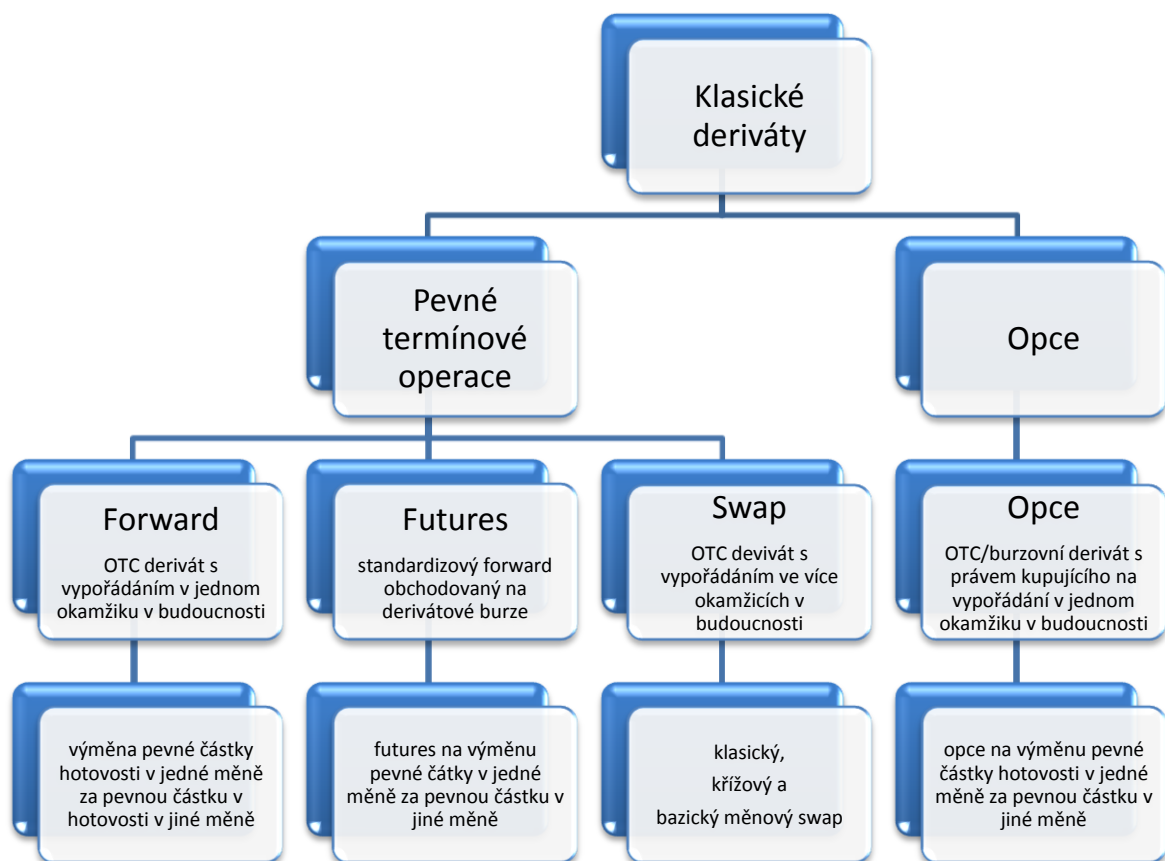 Klasické
deriváty
Pevné
termínové
operace
Opce
Forward
OTC derivát s
vypořádáním v jednom
okamžiku v budoucnosti
Futures
standardizový forward
obchodovaný na
derivátové burze
Swap
OTC devivát s
vypořádáním ve více
okamžicích v
budoucnosti
Opce
OTC/burzovní derivát s
právem kupujícího na
vypořádání v jednom
okamžiku v budoucnosti
výměna pevné částky
hotovosti v jedné měně
za pevnou částku v
hotovosti v jiné měně
futures na výměnu
pevné čátky v jedné
měně za pevnou částku v
jiné měně
klasický,
křížový a
bazický měnový swap
opce na výměnu pevné
částky hotovosti v jedné
měně za pevnou částku v
jiné měně